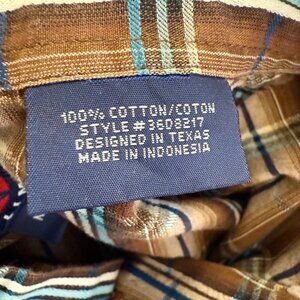 100% COTTON/COTON
STYLE #36D8217
DESIGNED IN TEXAS
MADE IN INDONESIA